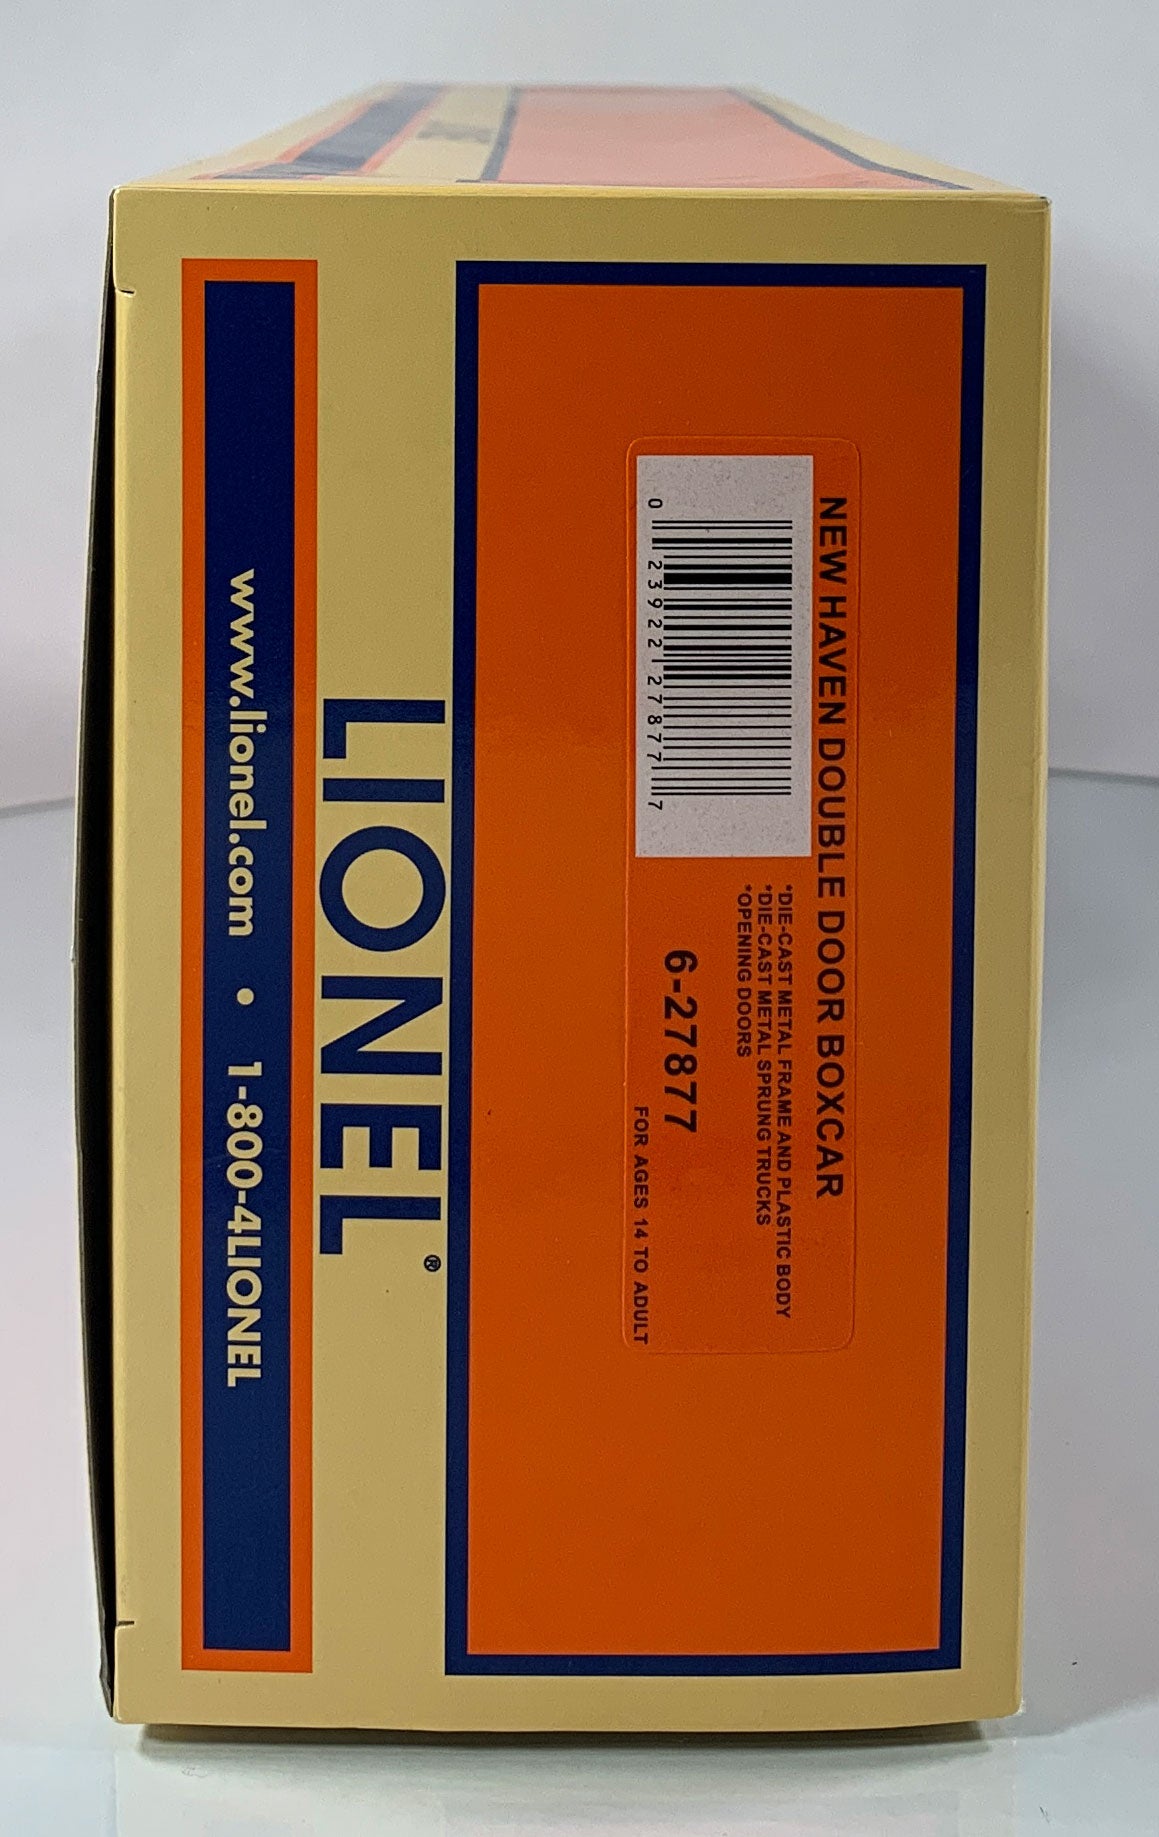 NEW HAVEN DOUBLE DOOR BOXCAR
*DIE-CAST METAL FRAME AND PLASTIC BODY
*DIE-CAST METAL SPRUNG TRUCKS
*OPENING DOORS
6-27877
FOR AGES 14 TO ADULT
0 23922 27877 7
LIONEL®
www.lionel.com • 1-800-4LIONEL